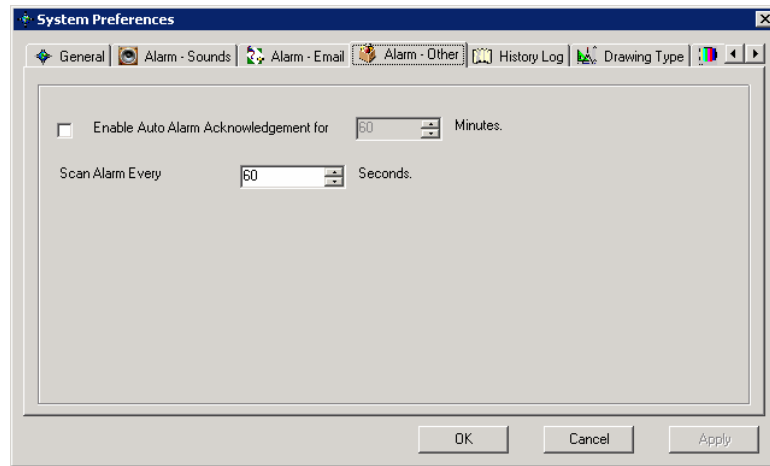 System Preferences
General Alarm - Sounds Alarm - Email Alarm - Other History Log Drawing Type
Enable Auto Alarm Acknowledgement for 60 Minutes.
Scan Alarm Every 60 Seconds.
OK Cancel Apply